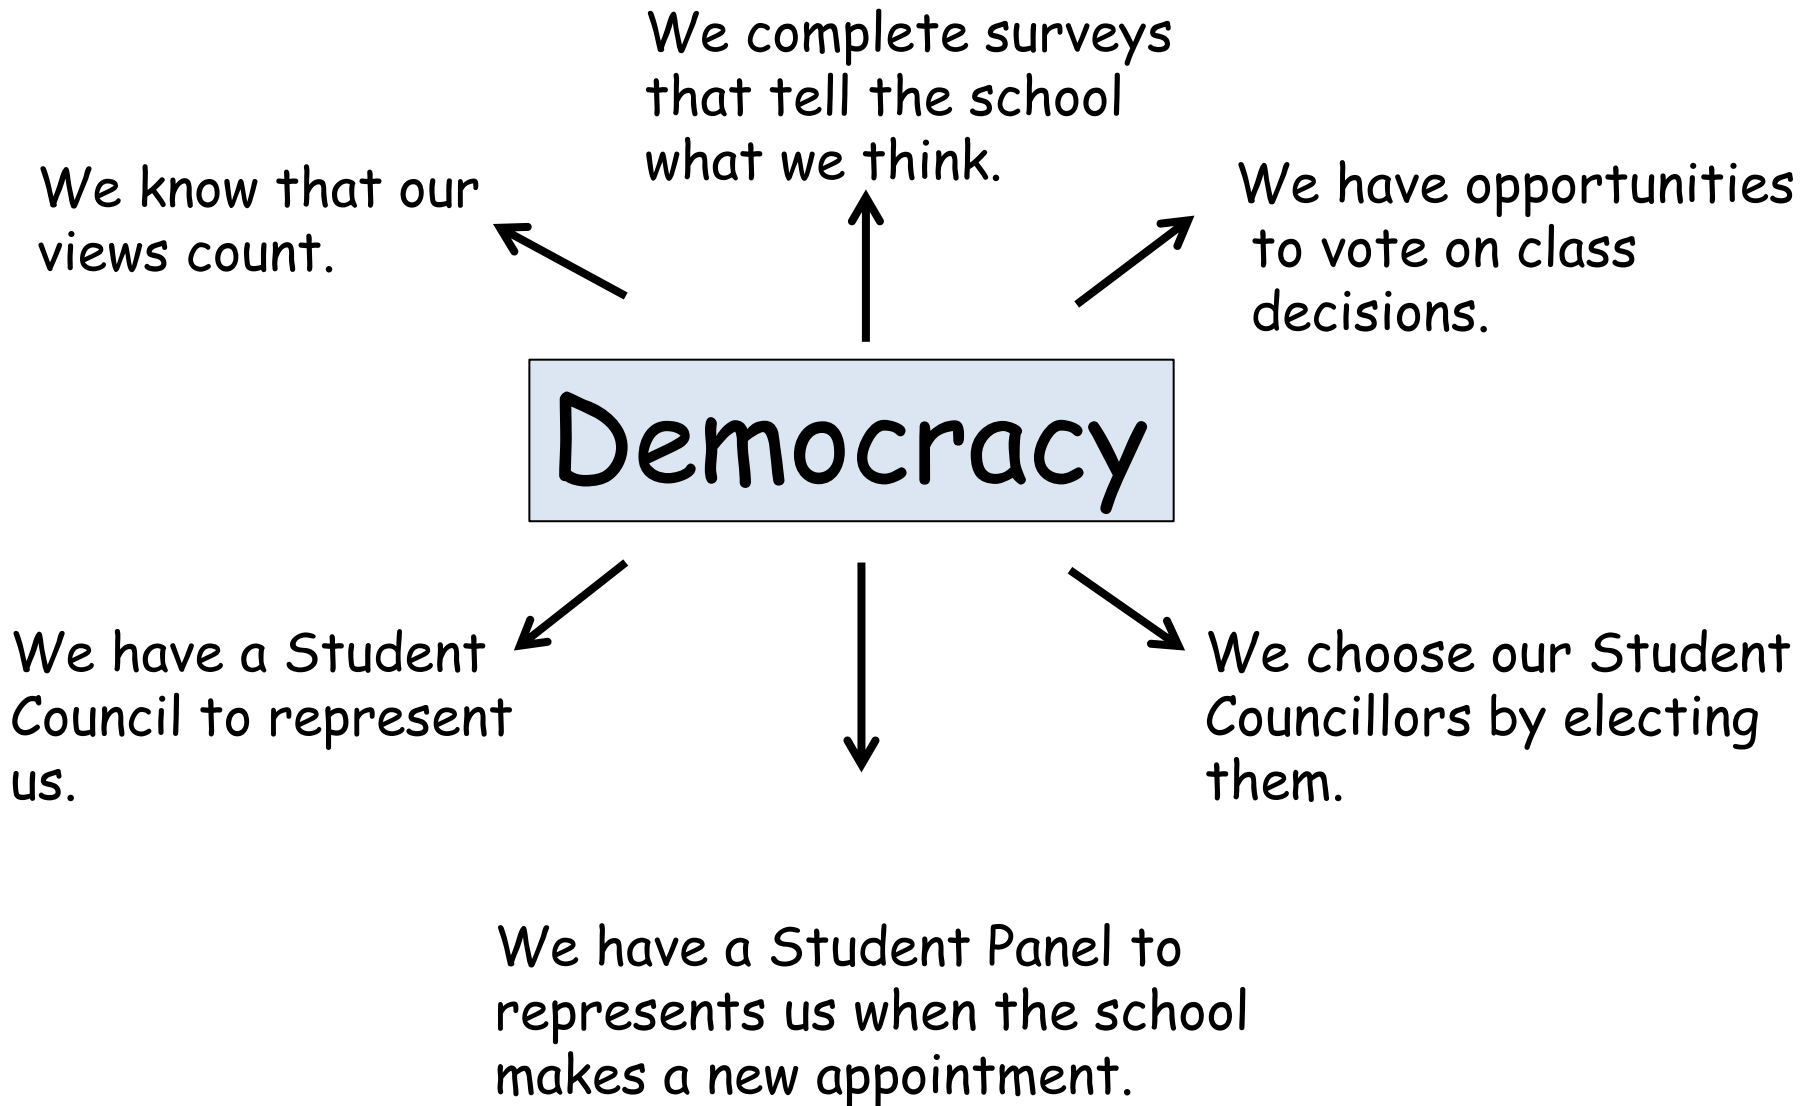 We complete surveys
that tell the school
what we think.
We know that our
views count.
We have opportunities
to vote on class
decisions.
Democracy
We have a Student
Council to represent
us.
We choose our Student
Councillors by electing
them.
We have a Student Panel to
represents us when the school
makes a new appointment.